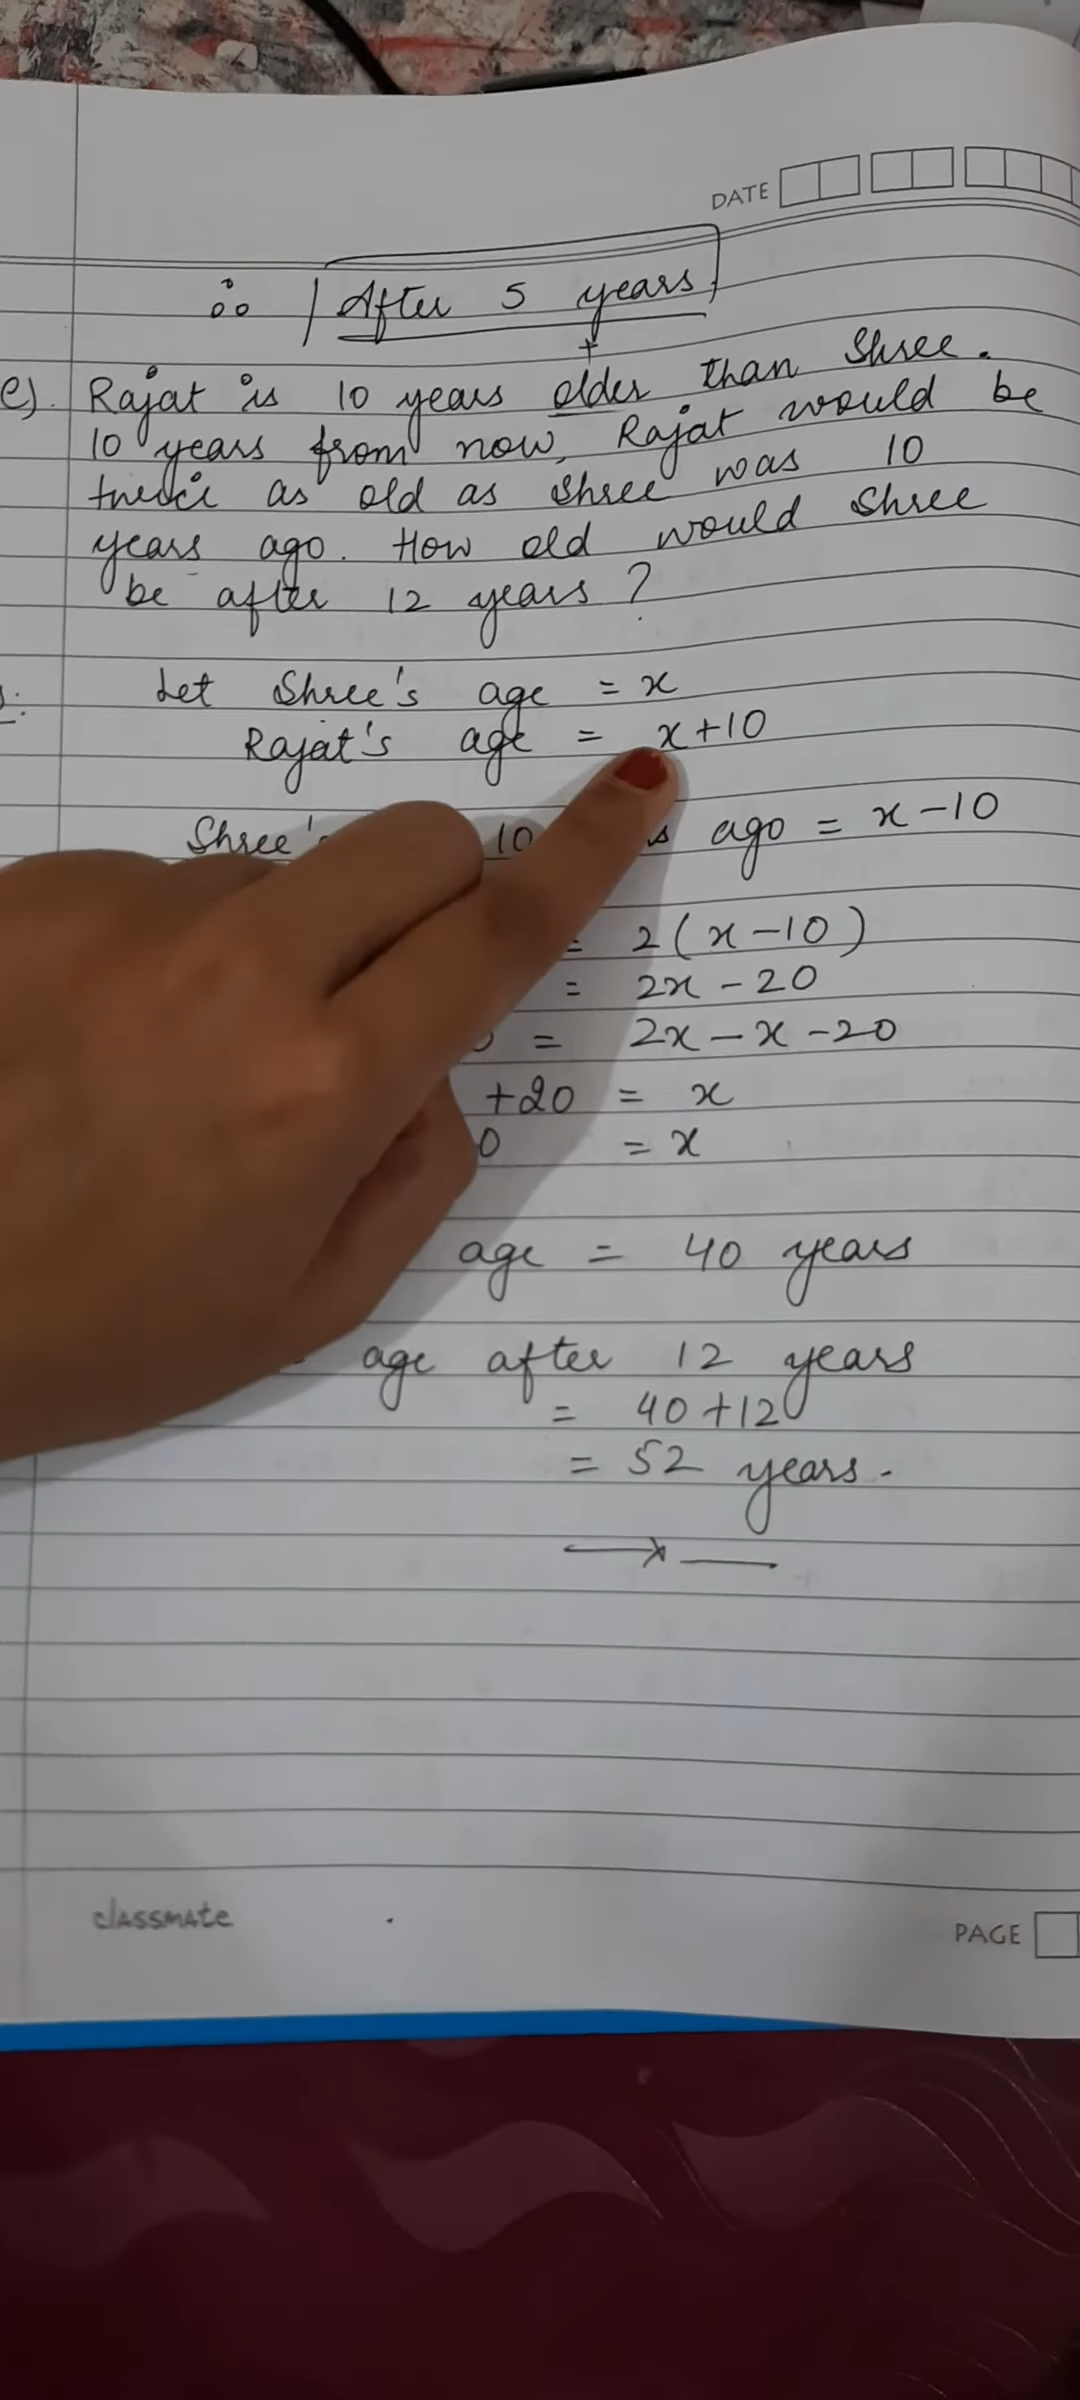 DATE
∴ After 5 years
+
e). Rajat is 10 years older than Shree.
10 years from now, Rajat would be
twice as old as Shree was 10
years ago. How old would Shree
be after 12 years ?
Let Shree's age = x
Rajat's age = x+10
Shree' 10 ago = x-10
= 2(x-10)
= 2x-20
= 2x-x-20
+20 = x
0 = x
age = 40 years
age after 12 years
= 40+12
= 52 years.
classmate
PAGE